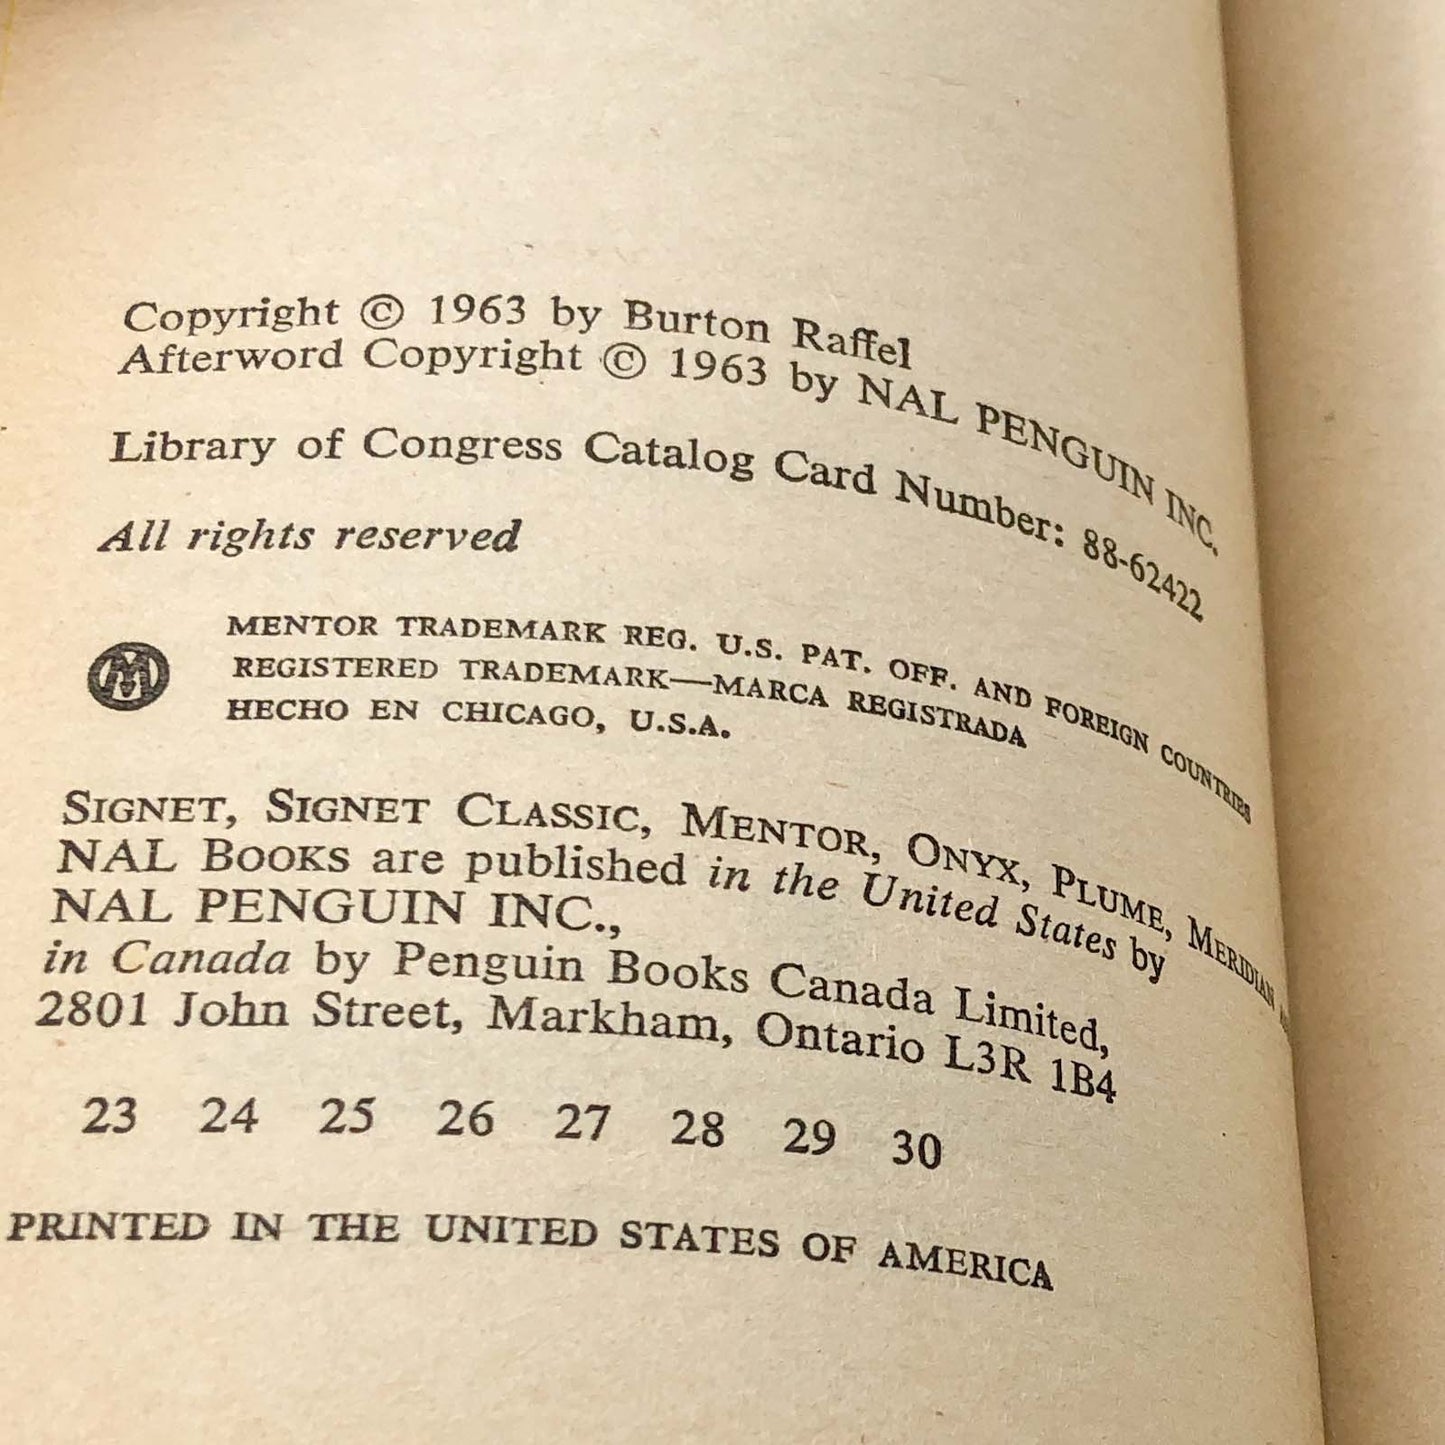 Copyright © 1963 by Burton Raffel
Afterword Copyright © 1963 by NAL PENGUIN INC.
Library of Congress Catalog Card Number: 88-62422
All rights reserved
MENTOR TRADEMARK REG. U.S. PAT. OFF. AND FOREIGN COUNTRIES
REGISTERED TRADEMARK—MARCA REGISTRADA
HECHO EN CHICAGO, U.S.A.
SIGNET, SIGNET CLASSIC, MENTOR, ONYX, PLUME, MERIDIAN
NAL BOOKS are published in the United States by
NAL PENGUIN INC.,
in Canada by Penguin Books Canada Limited,
2801 John Street, Markham, Ontario L3R 1B4
23 24 25 26 27 28 29 30
PRINTED IN THE UNITED STATES OF AMERICA